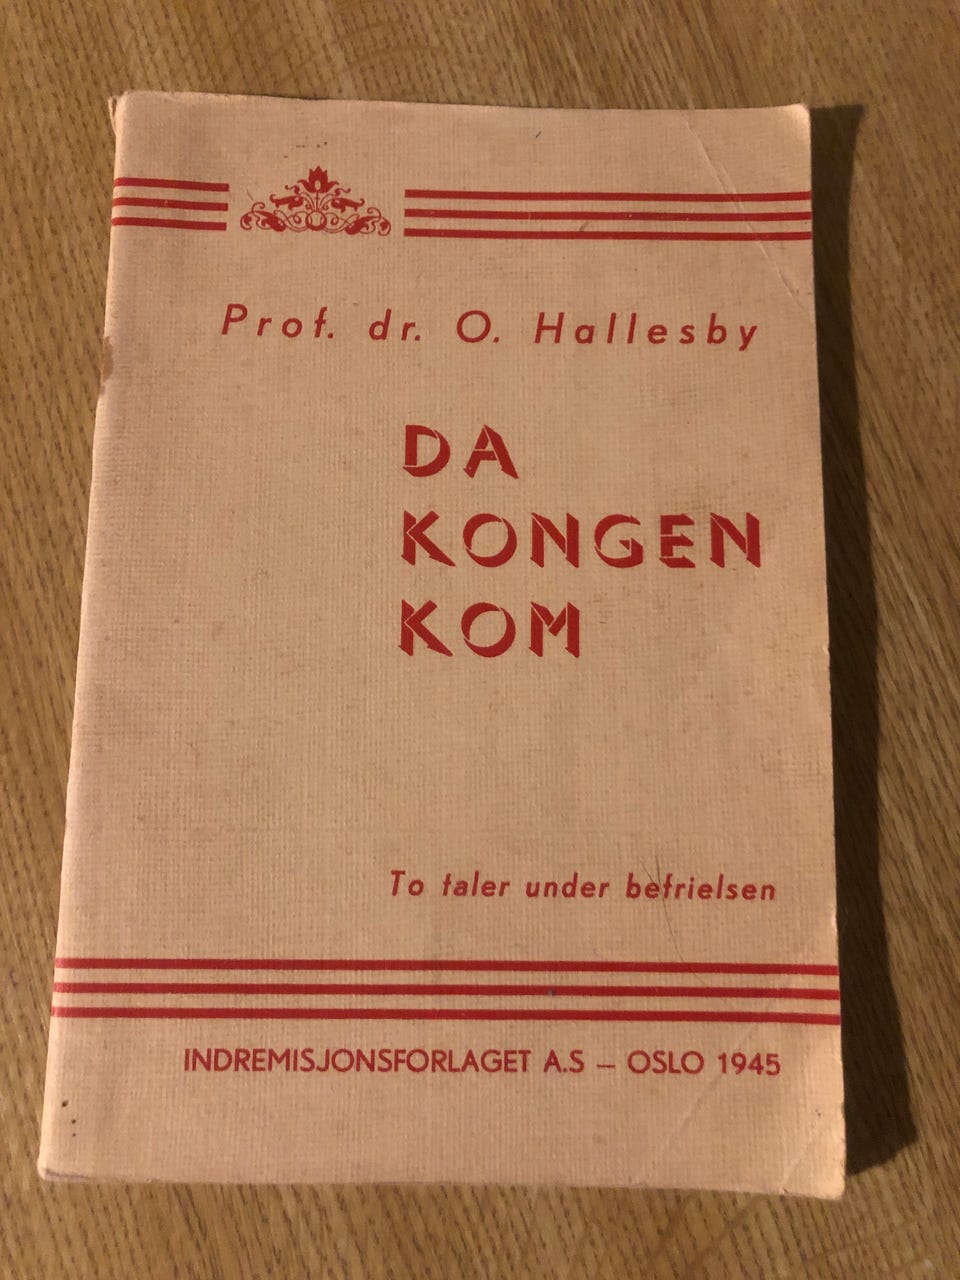 Prof. dr. O. Hallesby
DA
KONGEN
KOM
To taler under befrielsen
INDREMISJONSFORLAGET A.S – OSLO 1945